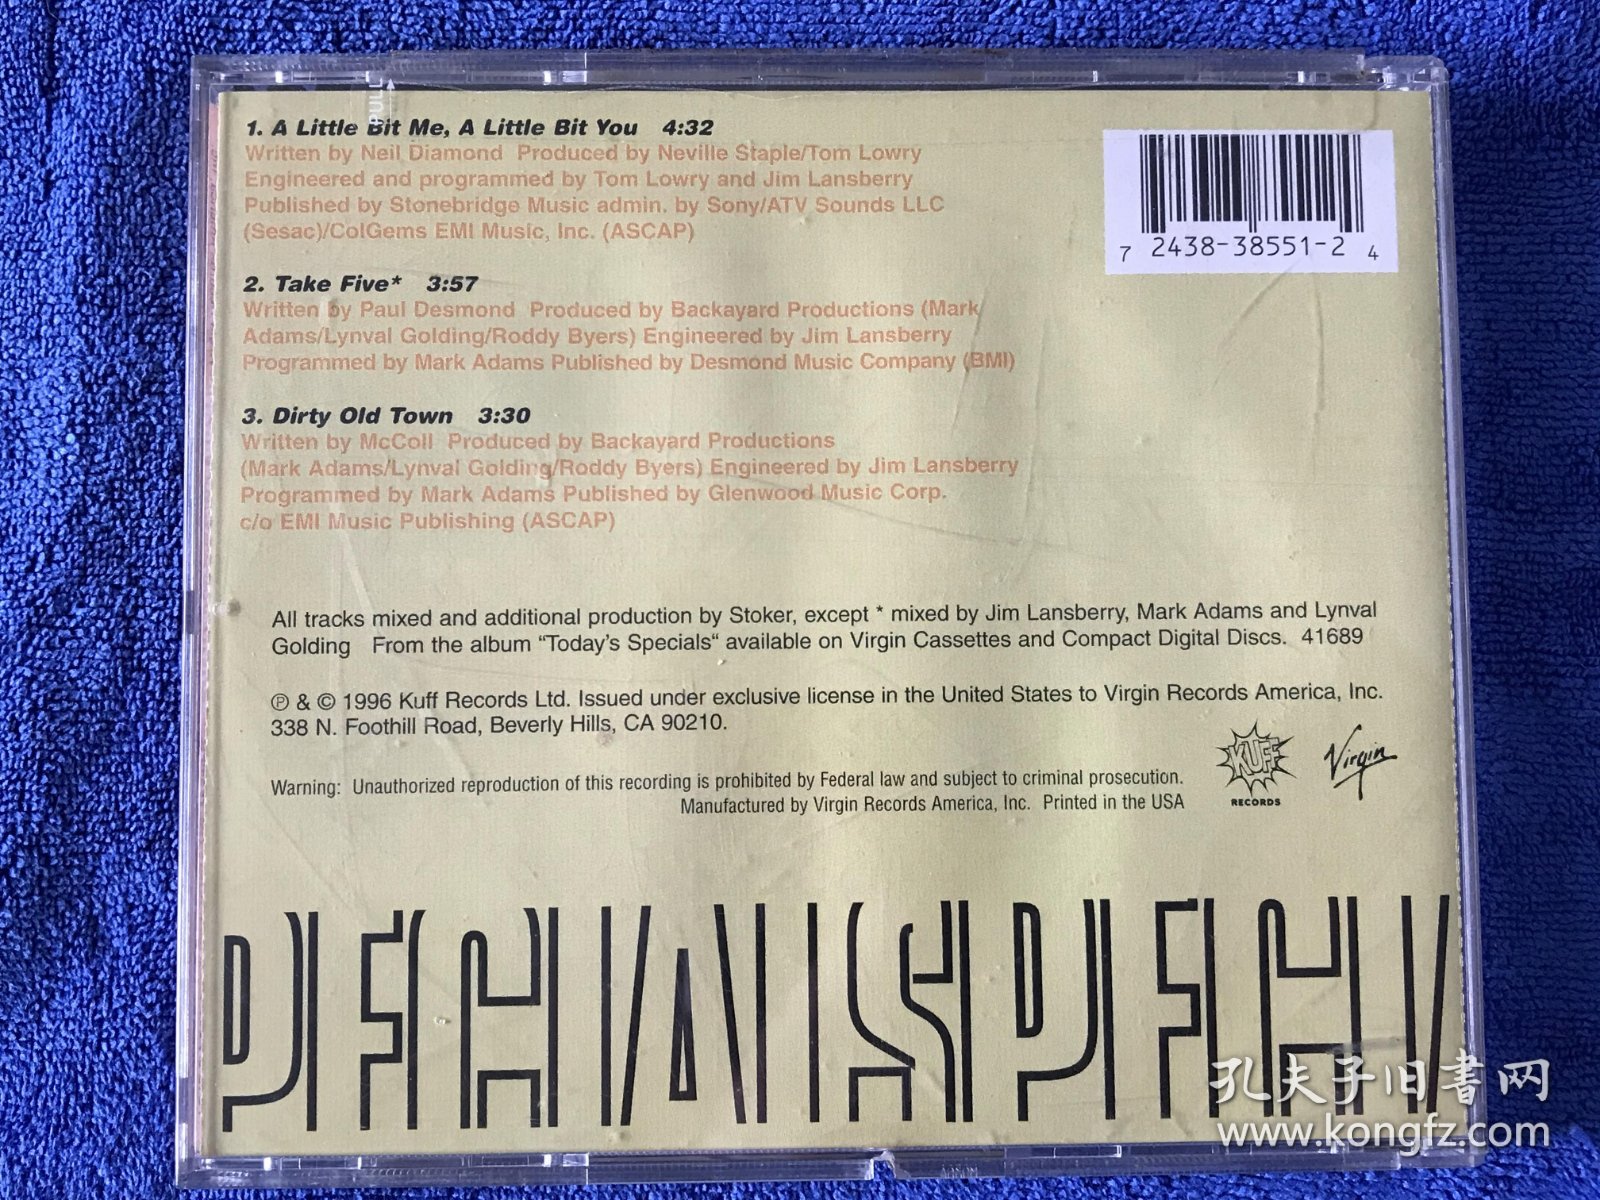 PULL
1. A Little Bit Me, A Little Bit You 4:32
Written by Neil Diamond Produced by Neville Staple/Tom Lowry
Engineered and programmed by Tom Lowry and Jim Lansberry
Published by Stonebridge Music admin. by Sony/ATV Sounds LLC
(Sesac)/ColGems EMI Music, Inc. (ASCAP)
7 2438-38551-2 4
2. Take Five* 3:57
Written by Paul Desmond Produced by Backayard Productions (Mark
Adams/Lynval Golding/Roddy Byers) Engineered by Jim Lansberry
Programmed by Mark Adams Published by Desmond Music Company (BMI)
3. Dirty Old Town 3:30
Written by McColl Produced by Backayard Productions
(Mark Adams/Lynval Golding/Roddy Byers) Engineered by Jim Lansberry
Programmed by Mark Adams Published by Glenwood Music Corp.
c/o EMI Music Publishing (ASCAP)
All tracks mixed and additional production by Stoker, except * mixed by Jim Lansberry, Mark Adams and Lynval
Golding From the album “Today's Specials“ available on Virgin Cassettes and Compact Digital Discs. 41689
℗ & © 1996 Kuff Records Ltd. Issued under exclusive license in the United States to Virgin Records America, Inc.
338 N. Foothill Road, Beverly Hills, CA 90210.
Warning: Unauthorized reproduction of this recording is prohibited by Federal law and subject to criminal prosecution.
Manufactured by Virgin Records America, Inc. Printed in the USA
KUFF
RECORDS
Virgin
PECIALSPECI
孔夫子旧书网
www.kongfz.com